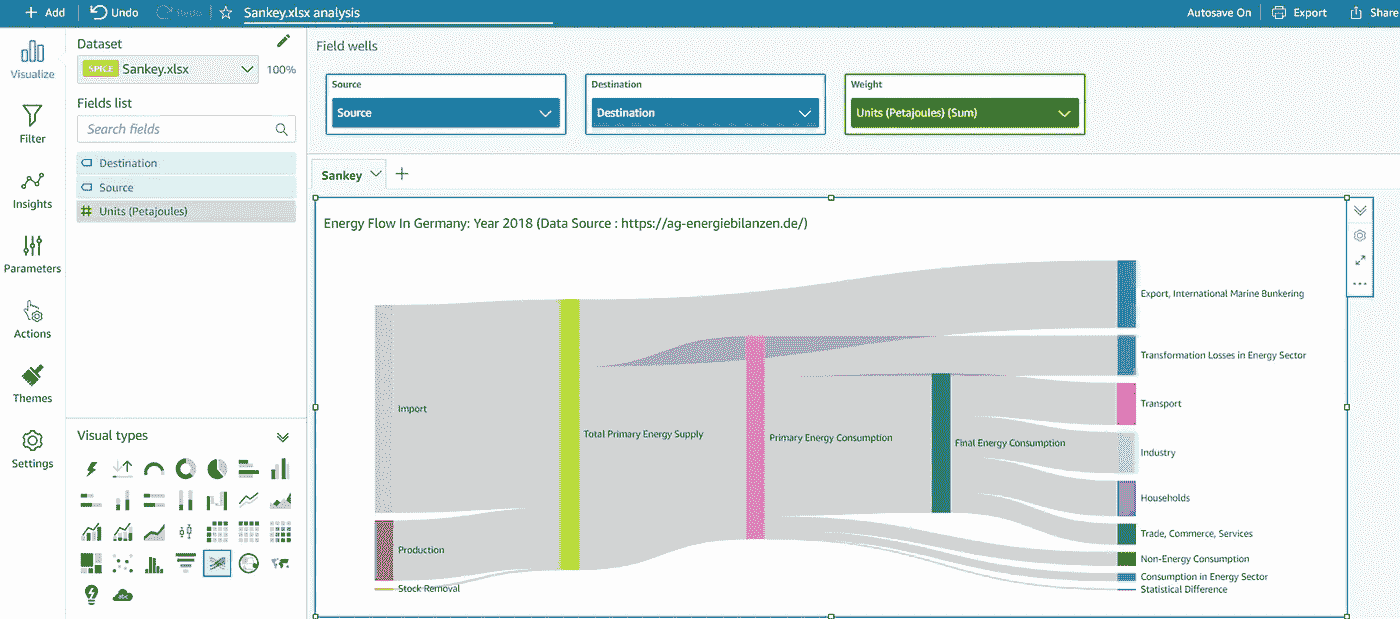 Add
Undo
Redo
Sankey.xlsx analysis
Autosave On
Export
Share
Visualize
Filter
Insights
Parameters
Actions
Themes
Settings
Dataset
SPICE
Sankey.xlsx
100%
Fields list
Search fields
Destination
Source
Units (Petajoules)
Visual types
abc
Field wells
Source
Source
Destination
Destination
Weight
Units (Petajoules) (Sum)
Sankey
Energy Flow In Germany: Year 2018 (Data Source : https://ag-energiebilanzen.de/)
Import
Production
Stock Removal
Total Primary Energy Supply
Primary Energy Consumption
Final Energy Consumption
Export, International Marine Bunkering
Transformation Losses in Energy Sector
Transport
Industry
Households
Trade, Commerce, Services
Non-Energy Consumption
Consumption in Energy Sector
Statistical Difference